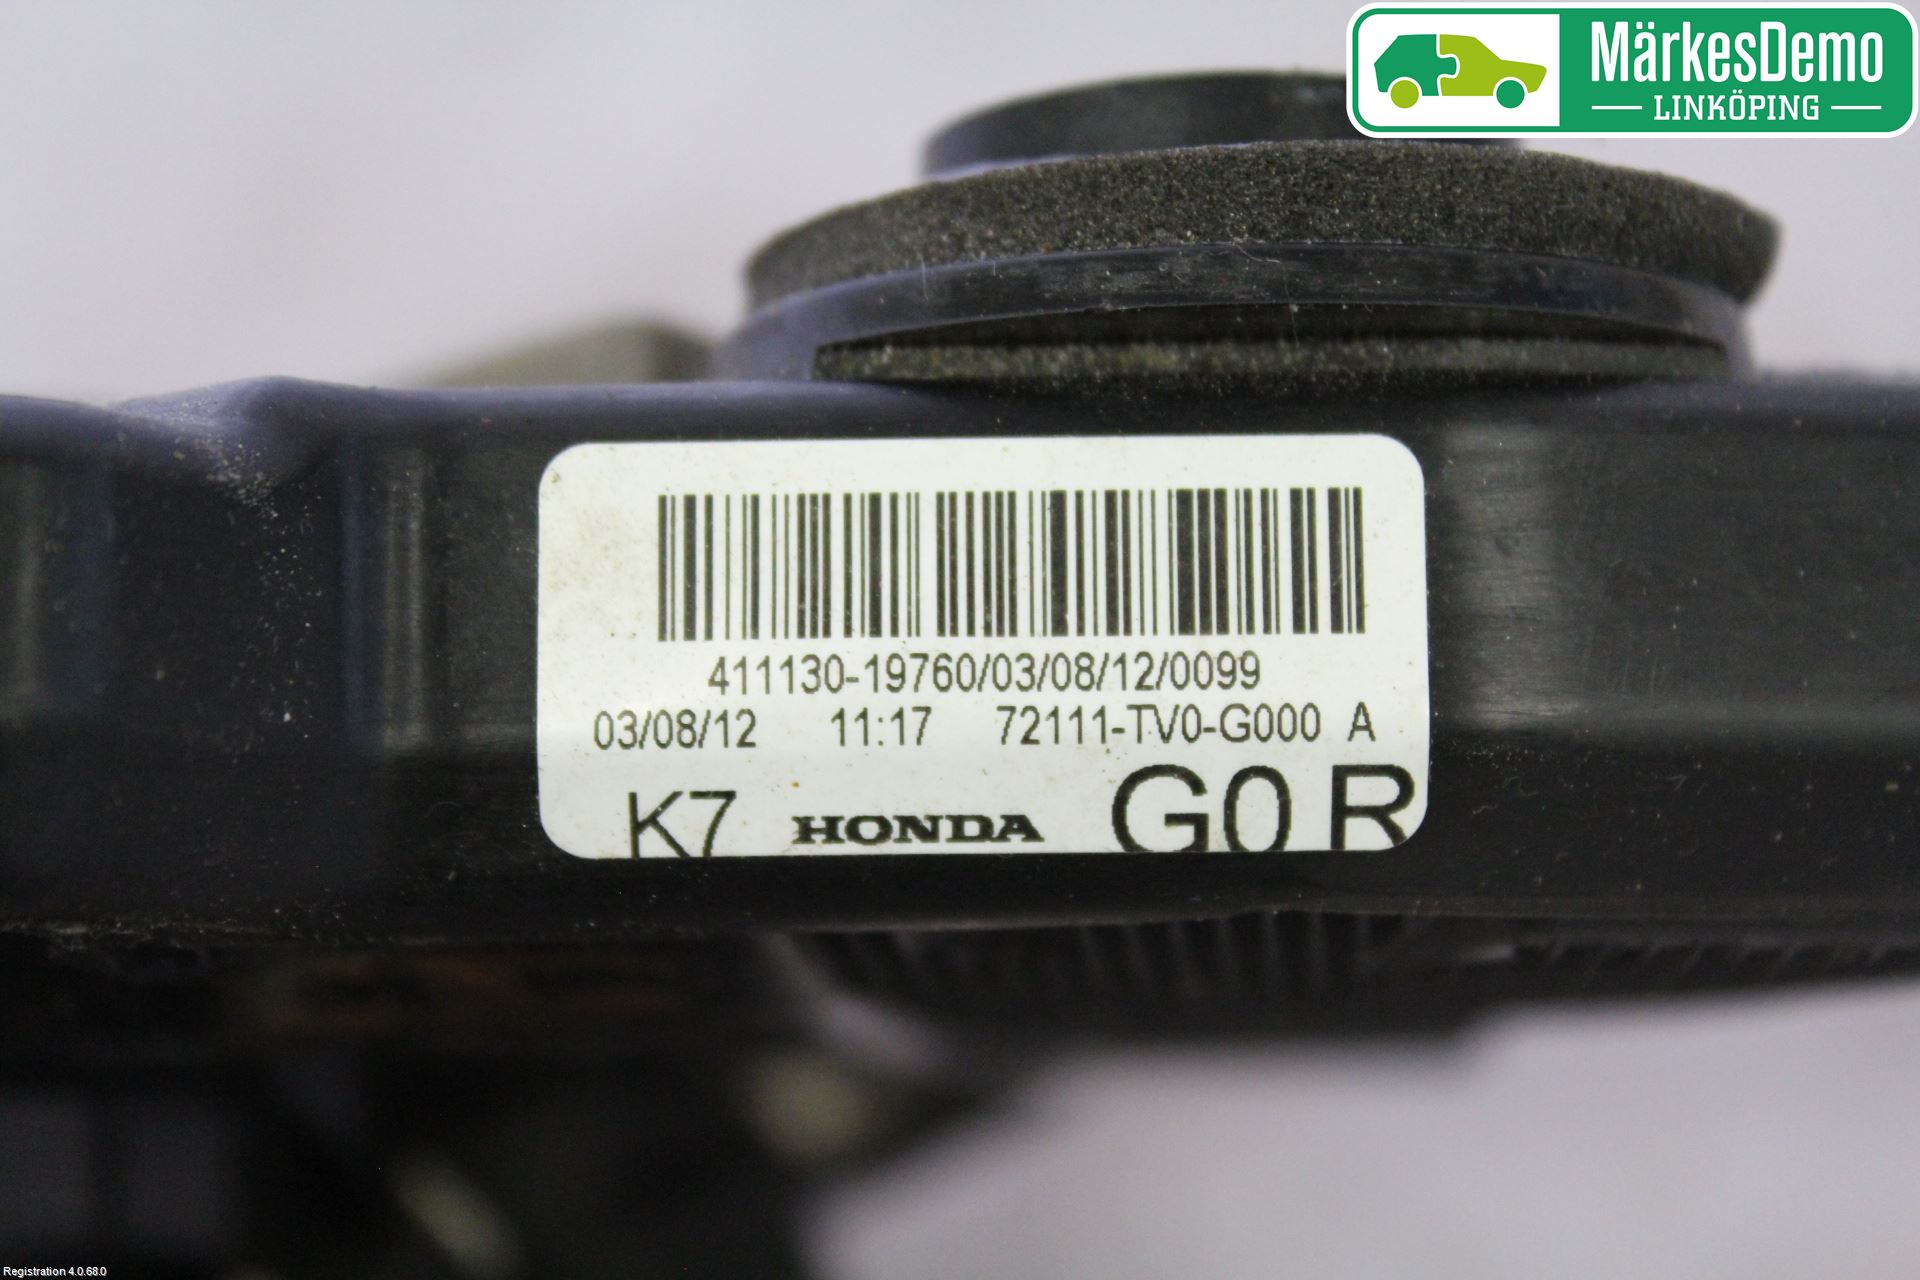 MärkesDemo
LINKÖPING
411130-19760/03/08/12/0099
03/08/12 11:17 72111-TV0-G000 A
K7 HONDA G0 R
Registration 4.0.68.0